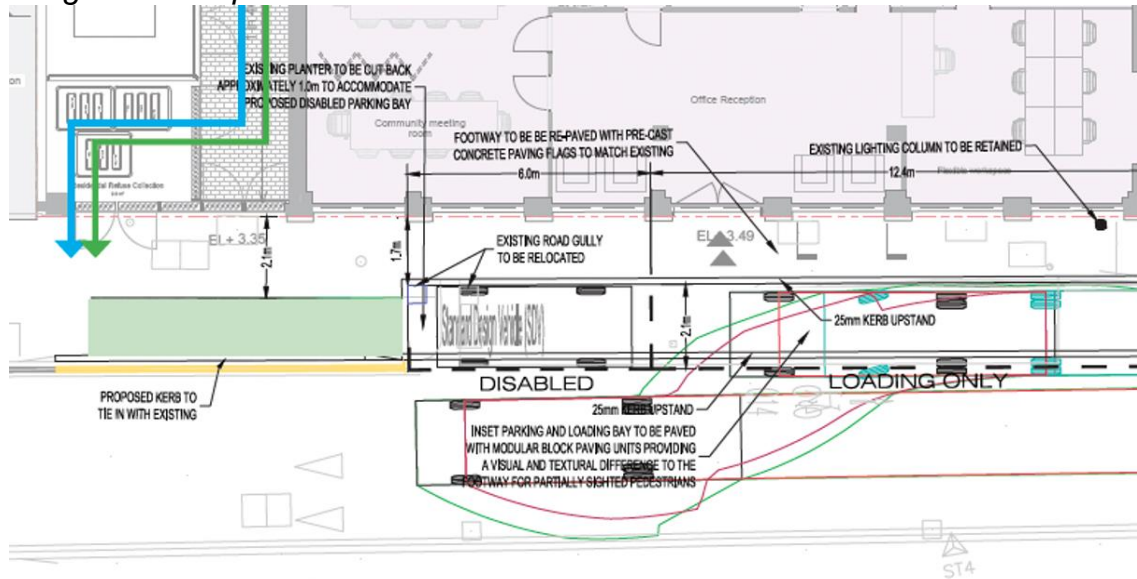 EXISTING PLANTER TO BE CUT BACK
APPROXIMATELY 1.0m TO ACCOMMODATE
PROPOSED DISABLED PARKING BAY
Community meeting
room
Office Reception
FOOTWAY TO BE BE RE-PAVED WITH PRE-CAST
CONCRETE PAVING FLAGS TO MATCH EXISTING
EXISTING LIGHTING COLUMN TO BE RETAINED
6.0m
12.4m
Flexible workspace
Residential Refuse Collection
EL+ 3.35
2.1m
1.7m
EXISTING ROAD GULLY
TO BE RELOCATED
EL+ 3.49
Standard Design Vehicle (SDV)
2.1m
25mm KERB UPSTAND
PROPOSED KERB TO
TIE IN WITH EXISTING
DISABLED
LOADING ONLY
25mm KERB UPSTAND
INSET PARKING AND LOADING BAY TO BE PAVED
WITH MODULAR BLOCK PAVING UNITS PROVIDING
A VISUAL AND TEXTURAL DIFFERENCE TO THE
FOOTWAY FOR PARTIALLY SIGHTED PEDESTRIANS
ST4